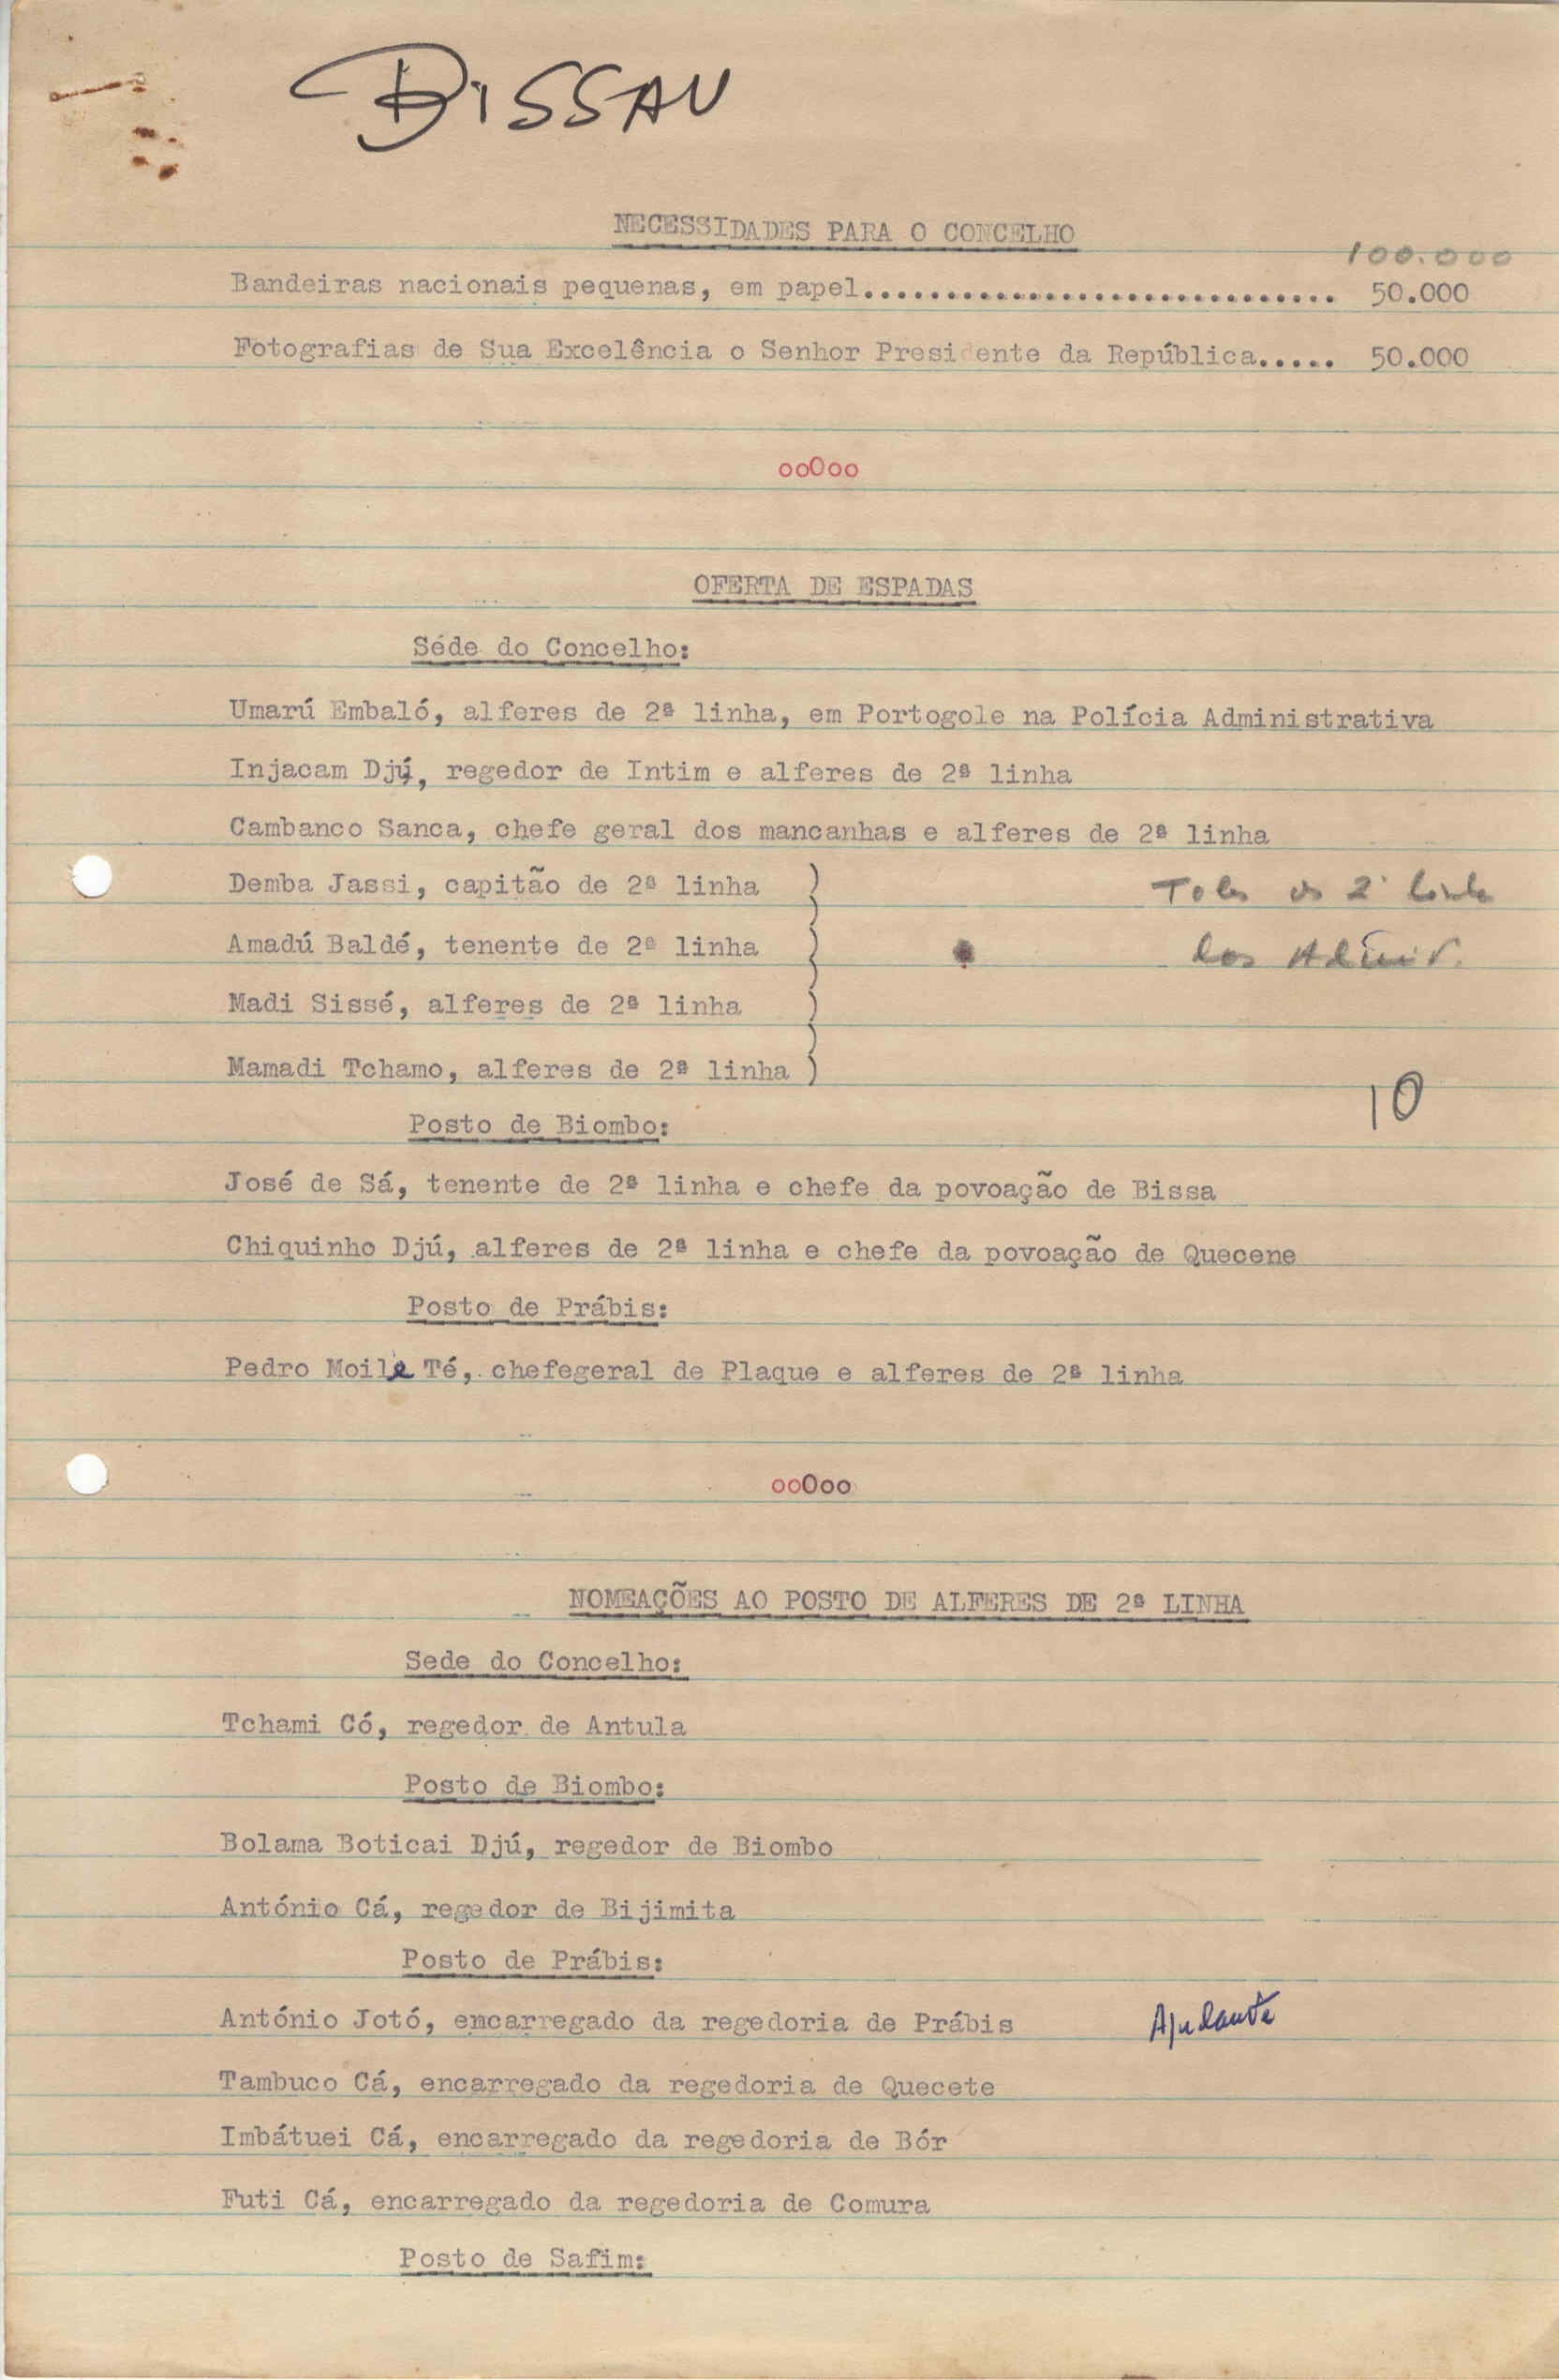 BISSAU
NECESSIDADES PARA O CONCELHO
100.000
Bandeiras nacionais pequenas, em papel............................. 50.000
Fotografias de Sua Excelência o Senhor Presidente da República..... 50.000
ooOoo
OFERTA DE ESPADAS
Séde do Concelho:
Umarú Embaló, alferes de 2ª linha, em Portogole na Polícia Administrativa
Injacam Djú, regedor de Intim e alferes de 2ª linha
Cambanco Sanca, chefe geral dos mancanhas e alferes de 2ª linha
Demba Jassi, capitão de 2ª linha
Amadú Baldé, tenente de 2ª linha
Madi Sissé, alferes de 2ª linha
Mamadi Tchamo, alferes de 2ª linha
os 2ª linha
10
Posto de Biombo:
José de Sá, tenente de 2ª linha e chefe da povoação de Bissa
Chiquinho Djú, alferes de 2ª linha e chefe da povoação de Quecene
Posto de Prábis:
Pedro Moile Té, chefegeral de Plaque e alferes de 2ª linha
ooOoo
NOMEAÇÕES AO POSTO DE ALFERES DE 2ª LINHA
Sede do Concelho:
Tchami Có, regedor de Antula
Posto de Biombo:
Bolama Boticai Djú, regedor de Biombo
António Cá, regedor de Bijimita
Posto de Prábis:
António Jotó, encarregado da regedoria de Prábis Ajudante
Tambuco Cá, encarregado da regedoria de Quecete
Imbátuei Cá, encarregado da regedoria de Bór
Futi Cá, encarregado da regedoria de Comura
Posto de Safim: